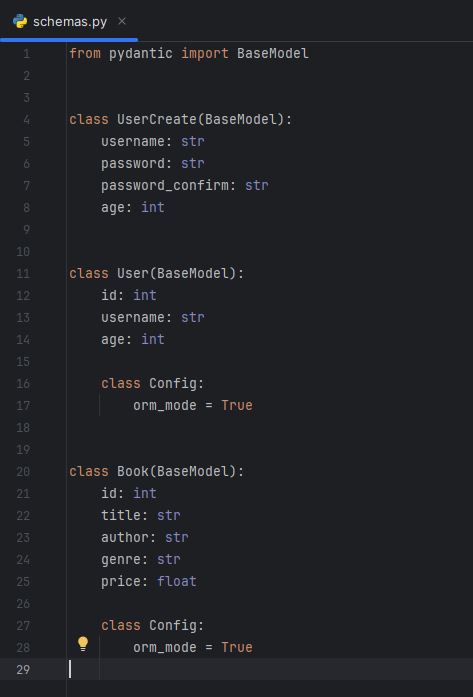 schemas.py
1 from pydantic import BaseModel
2
3
4 class UserCreate(BaseModel):
5     username: str
6     password: str
7     password_confirm: str
8     age: int
9
10
11 class User(BaseModel):
12     id: int
13     username: str
14     age: int
15
16     class Config:
17         orm_mode = True
18
19
20 class Book(BaseModel):
21     id: int
22     title: str
23     author: str
24     genre: str
25     price: float
26
27     class Config:
28         orm_mode = True
29